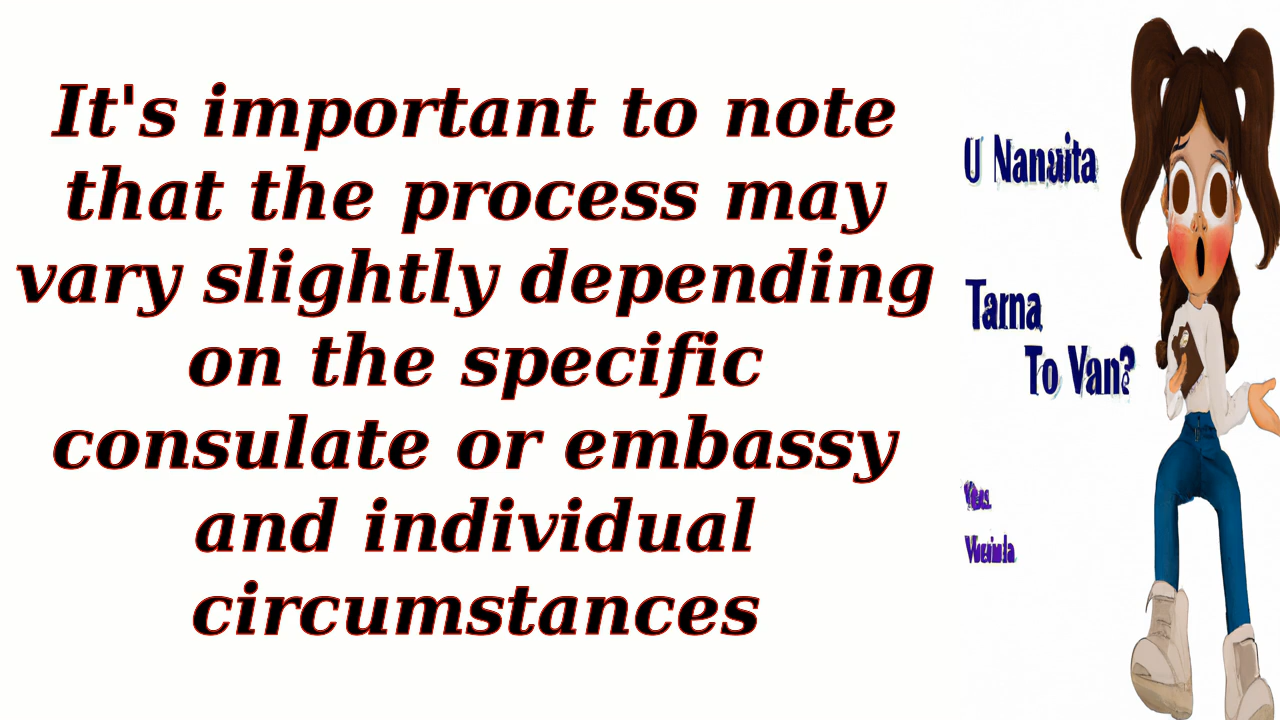 It's important to note
that the process may
vary slightly depending
on the specific
consulate or embassy
and individual
circumstances
U Nanuita
Tarna
To Van?